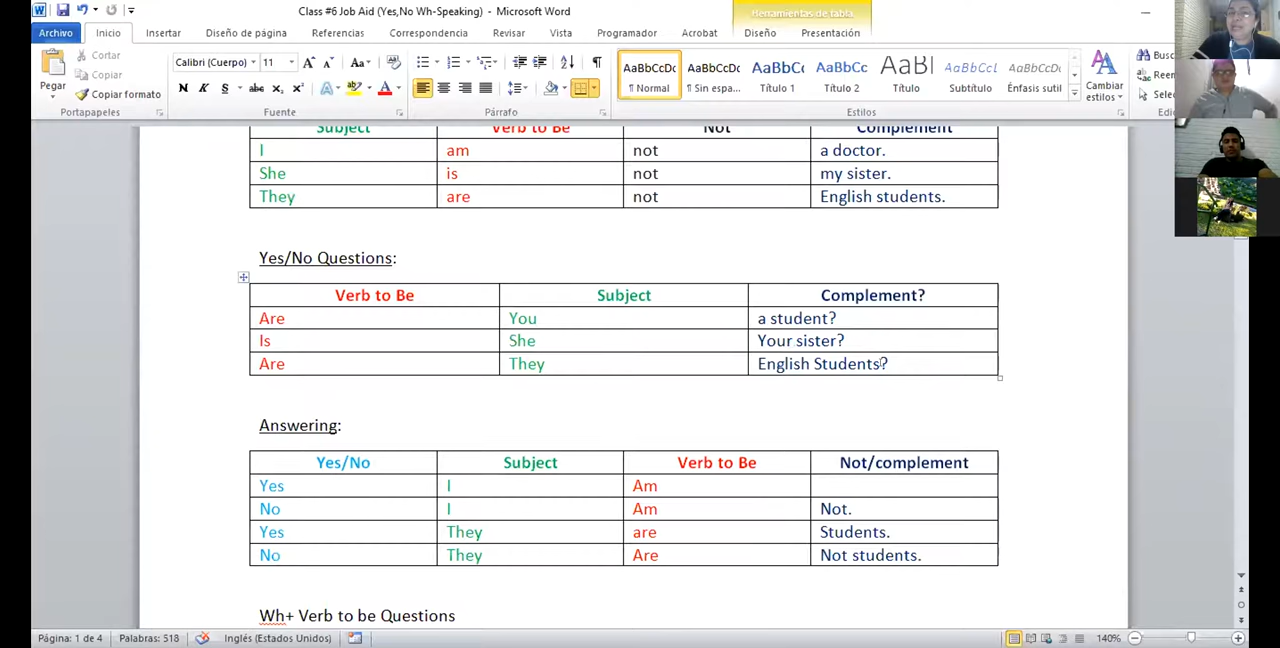 Class #6 Job Aid (Yes,No Wh-Speaking) - Microsoft Word
Herramientas de tabla
Archivo Inicio Insertar Diseño de página Referencias Correspondencia Revisar Vista Programador Acrobat Diseño Presentación
Pegar
Cortar
Copiar
Copiar formato
Portapapeles
Calibri (Cuerpo) 11
N K S abc x₂ x²
Fuente
Párrafo
AaBbCcDc AaBbCcDc AaBbCc AaBbCc AaBl AaBbCcL AaBbCcDc
¶ Normal ¶ Sin espa... Título 1 Título 2 Título Subtítulo Énfasis sutil
Cambiar estilos
Estilos
Busc
Reem
Selec
Edic
Subject Verb to Be Not Complement
I am not a doctor.
She is not my sister.
They are not English students.
Yes/No Questions:
Verb to Be Subject Complement?
Are You a student?
Is She Your sister?
Are They English Students?
Answering:
Yes/No Subject Verb to Be Not/complement
Yes I Am
No I Am Not.
Yes They are Students.
No They Are Not students.
Wh+ Verb to be Questions
Página: 1 de 4 Palabras: 518 Inglés (Estados Unidos) 140%